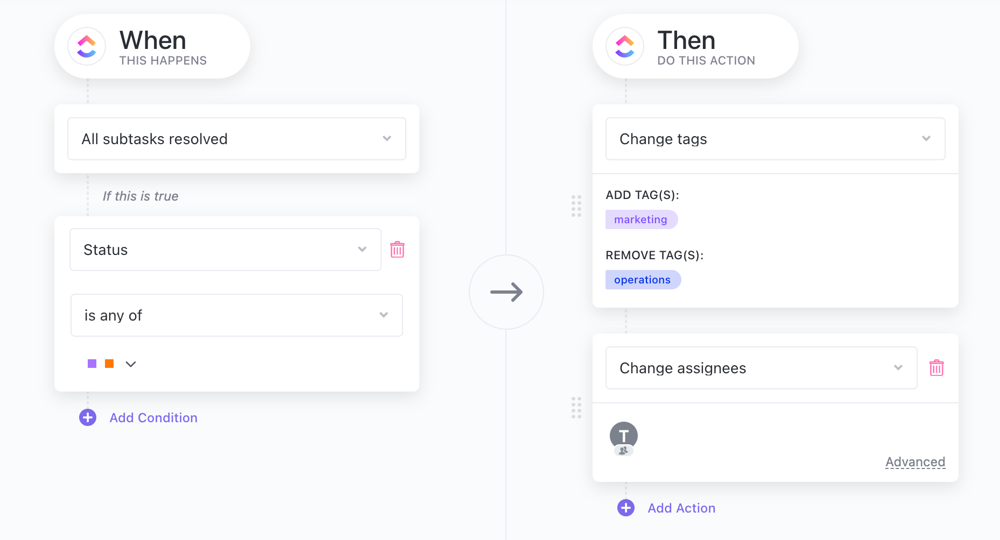 When
THIS HAPPENS
All subtasks resolved
If this is true
Status
is any of
Add Condition
Then
DO THIS ACTION
Change tags
ADD TAG(S):
marketing
REMOVE TAG(S):
operations
Change assignees
T
Advanced
Add Action